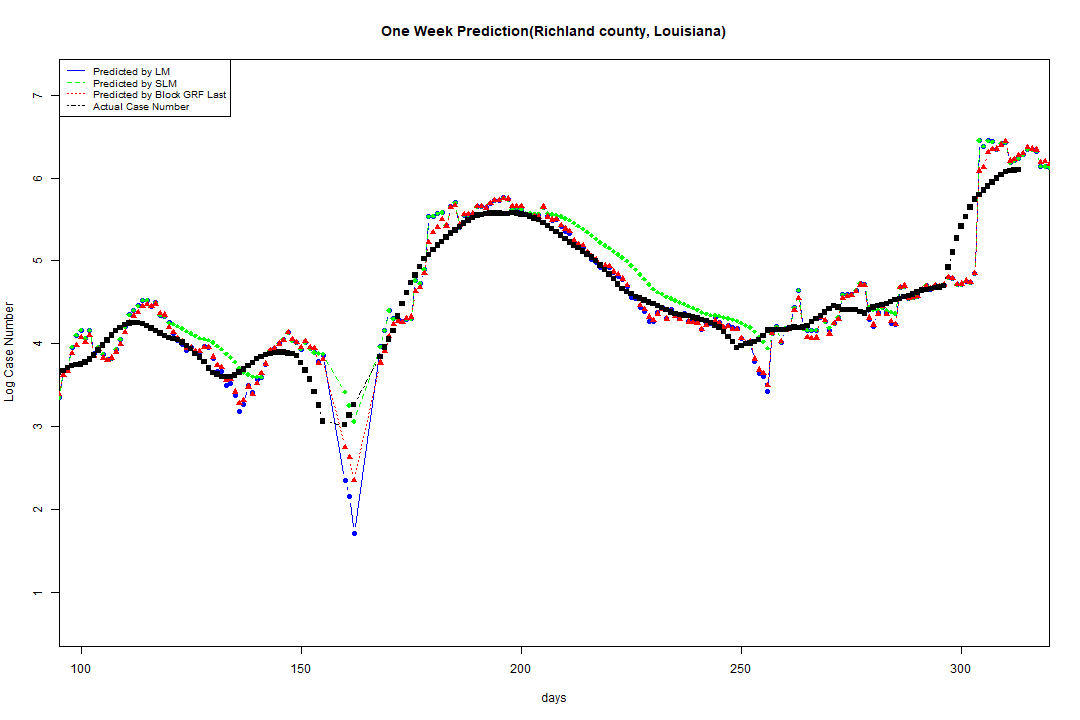 One Week Prediction(Richland county, Louisiana)
Predicted by LM
Predicted by SLM
Predicted by Block GRF Last
Actual Case Number
7
6
5
4
3
2
1
Log Case Number
100 150 200 250 300
days